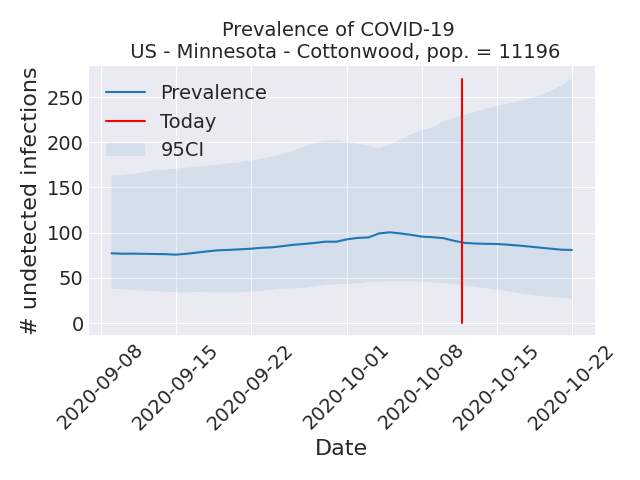 Prevalence of COVID-19
US - Minnesota - Cottonwood, pop. = 11196
# undetected infections
250
200
150
100
50
0
Prevalence
Today
95CI
2020-09-08
2020-09-15
2020-09-22
2020-10-01
2020-10-08
2020-10-15
2020-10-22
Date